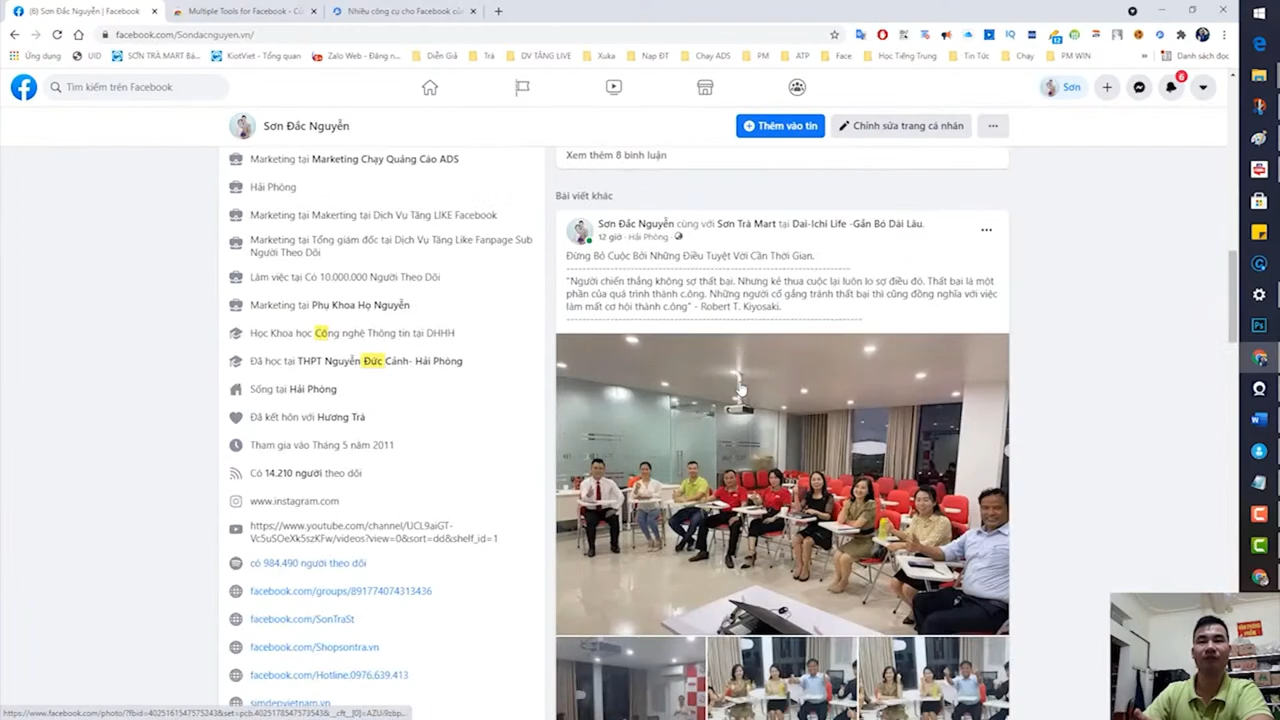 (6) Sơn Đắc Nguyễn | Facebook
Multiple Tools for Facebook - Cử
Nhiều công cụ cho Facebook củ
facebook.com/Sondacnguyen.vn/
Ứng dụng
UID
SƠN TRÀ MART Bá...
KiotViet - Tổng quan
Zalo Web - Đăng n...
Diễn Giả
Trà
DV TĂNG LIVE
Xuka
Nạp ĐT
Chạy ADS
PM
ATP
Face
Học Tiếng Trung
Tin Tức
Chạy
PM WIN
Danh sách đọc
Tìm kiếm trên Facebook
Sơn
6
Sơn Đắc Nguyễn
Thêm vào tin
Chỉnh sửa trang cá nhân
Marketing tại Marketing Chạy Quảng Cáo ADS
Hải Phòng
Marketing tại Makerting tại Dịch Vụ Tăng LIKE Facebook
Marketing tại Tổng giám đốc tại Dịch Vụ Tăng Like Fanpage Sub
Người Theo Dõi
Làm việc tại Có 10.000.000 Người Theo Dõi
Marketing tại Phụ Khoa Họ Nguyễn
Học Khoa học Công nghệ Thông tin tại DHHH
Đã học tại THPT Nguyễn Đức Cảnh- Hải Phòng
Sống tại Hải Phòng
Đã kết hôn với Hương Trà
Tham gia vào Tháng 5 năm 2011
Có 14.210 người theo dõi
www.instagram.com
https://www.youtube.com/channel/UCL9aiGT-
Vc5uSOeXk5szKFw/videos?view=0&sort=dd&shelf_id=1
có 984.490 người theo dõi
facebook.com/groups/891774074313436
facebook.com/SonTraSt
facebook.com/Shopsontra.vn
facebook.com/Hotline.0976.639.413
simdepvietnam.vn
Xem thêm 8 bình luận
Bài viết khác
Sơn Đắc Nguyễn cùng với Sơn Trà Mart tại Dai-Ichi Life -Gắn Bó Dài Lâu.
12 giờ · Hải Phòng ·
Đừng Bỏ Cuộc Bởi Những Điều Tuyệt Vời Cần Thời Gian.
"Người chiến thắng không sợ thất bại. Nhưng kẻ thua cuộc lại luôn lo sợ điều đó. Thất bại là một
phần của quá trình thành c.ông. Những người cố gắng tránh thất bại thì cũng đồng nghĩa với việc
làm mất cơ hội thành c.ông" - Robert T. Kiyosaki.